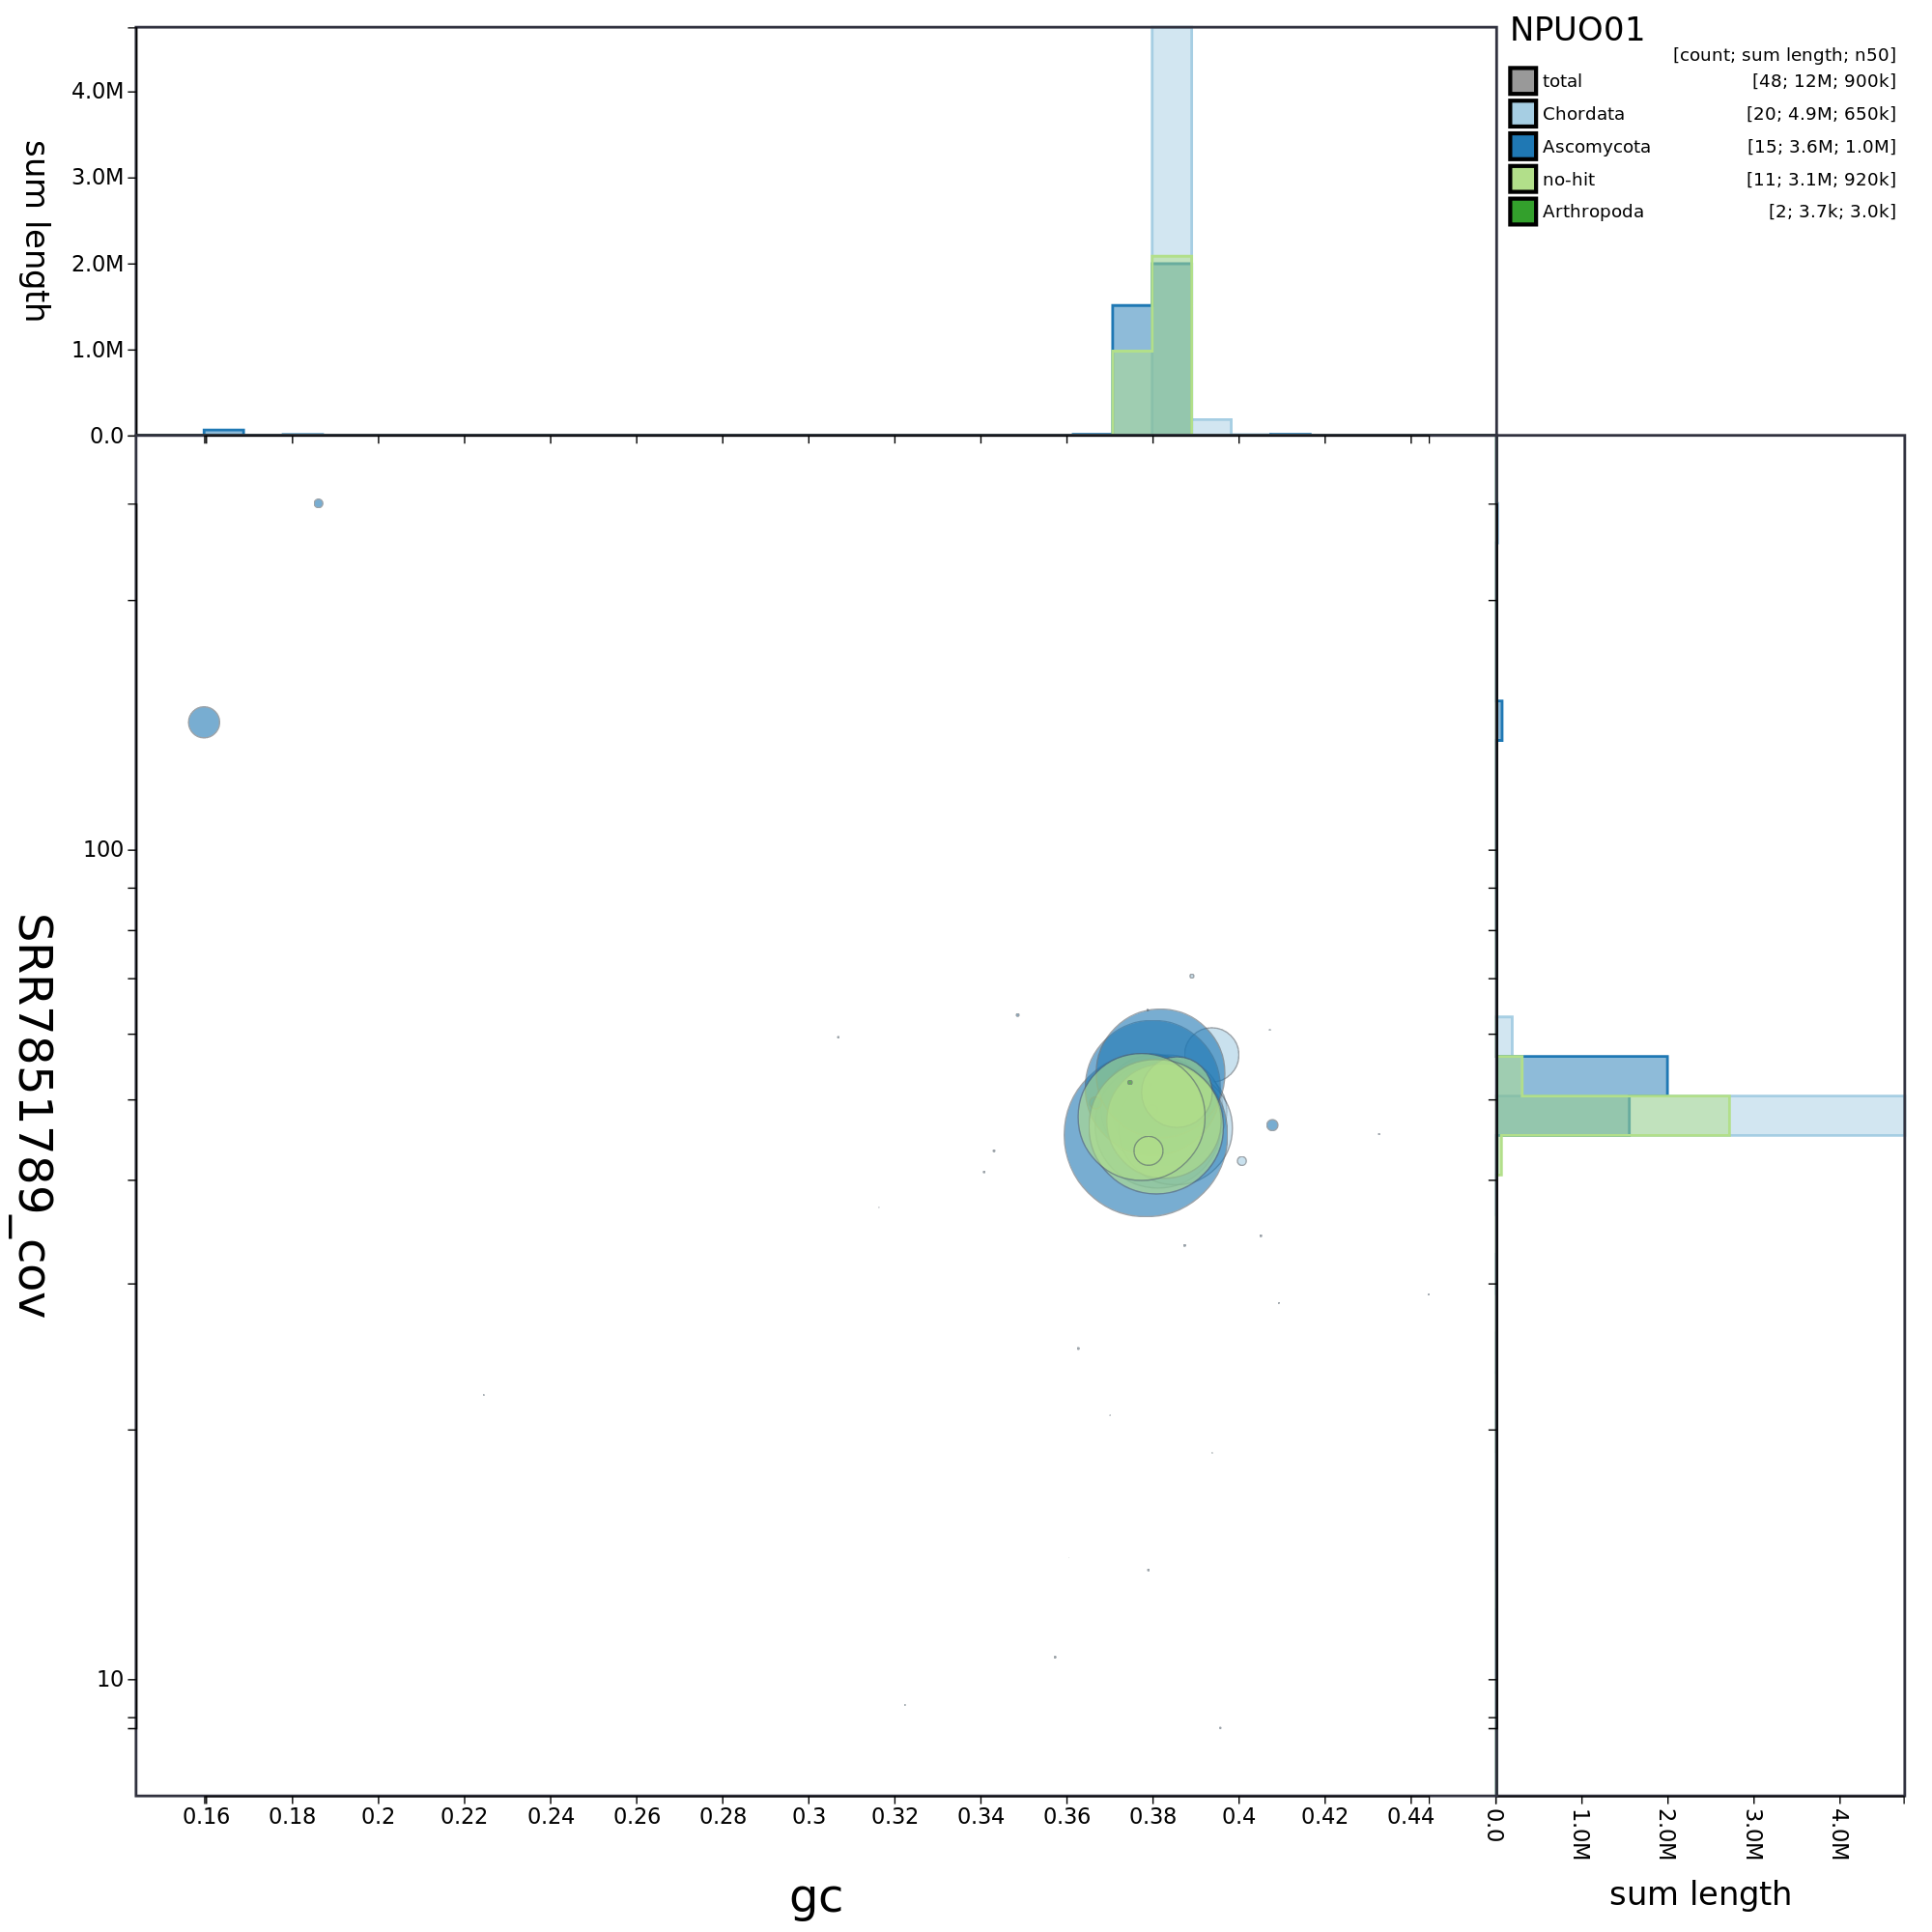 NPUO01
[count; sum length; n50]
total [48; 12M; 900k]
Chordata [20; 4.9M; 650k]
Ascomycota [15; 3.6M; 1.0M]
no-hit [11; 3.1M; 920k]
Arthropoda [2; 3.7k; 3.0k]
sum length
4.0M
3.0M
2.0M
1.0M
0.0
SRR7851789_cov
100
10
0.16 0.18 0.2 0.22 0.24 0.26 0.28 0.3 0.32 0.34 0.36 0.38 0.4 0.42 0.44
gc
0.0 1.0M 2.0M 3.0M 4.0M
sum length